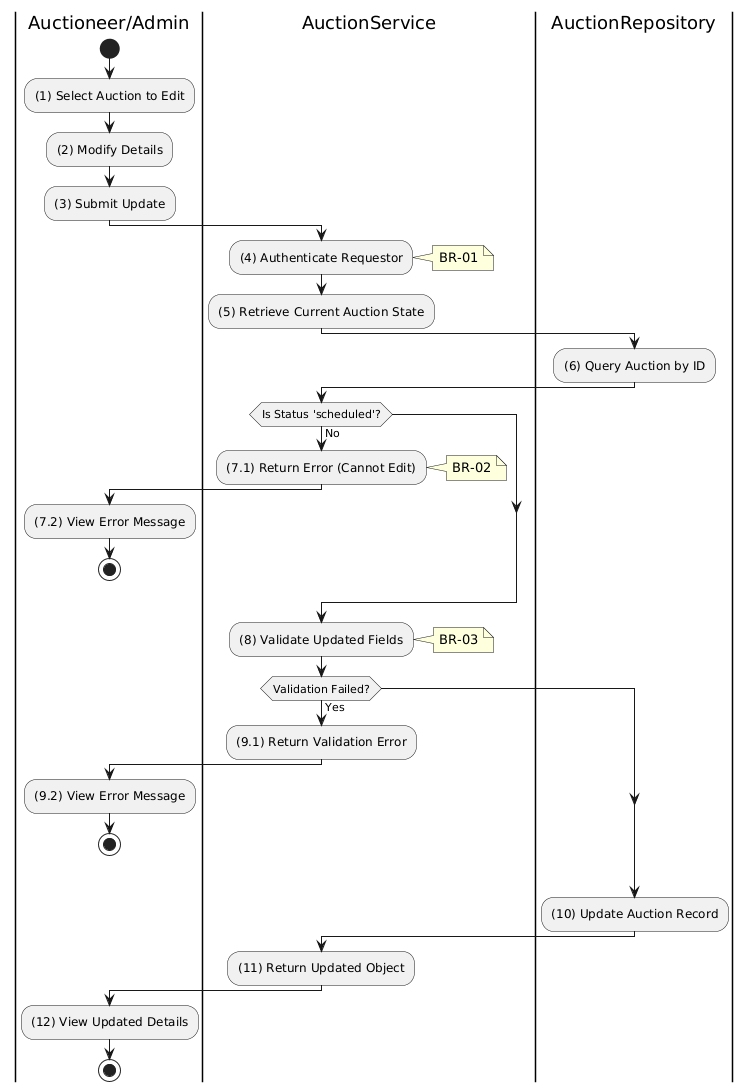 Auctioneer/Admin
AuctionService
AuctionRepository
(1) Select Auction to Edit
(2) Modify Details
(3) Submit Update
(4) Authenticate Requestor
BR-01
(5) Retrieve Current Auction State
(6) Query Auction by ID
Is Status 'scheduled'?
No
(7.1) Return Error (Cannot Edit)
BR-02
(7.2) View Error Message
(8) Validate Updated Fields
BR-03
Validation Failed?
Yes
(9.1) Return Validation Error
(9.2) View Error Message
(10) Update Auction Record
(11) Return Updated Object
(12) View Updated Details